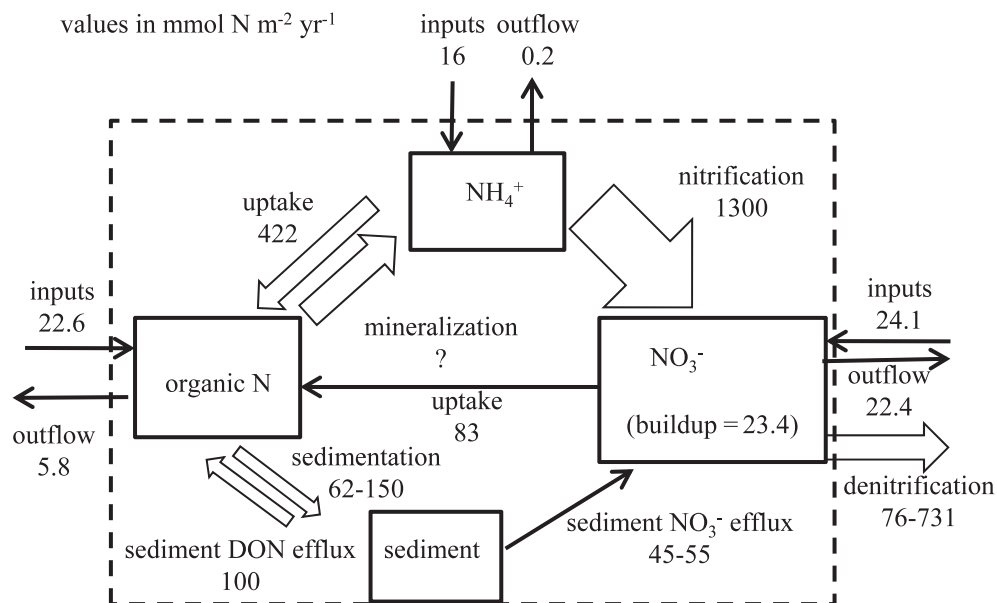 values in mmol N m⁻² yr⁻¹
inputs outflow
16 0.2
NH₄⁺
nitrification
1300
uptake
422
inputs
22.6
mineralization
?
inputs
24.1
organic N
NO₃⁻
uptake
83
(buildup = 23.4)
outflow
22.4
outflow
5.8
sedimentation
62-150
denitrification
76-731
sediment DON efflux
100
sediment
sediment NO₃⁻ efflux
45-55